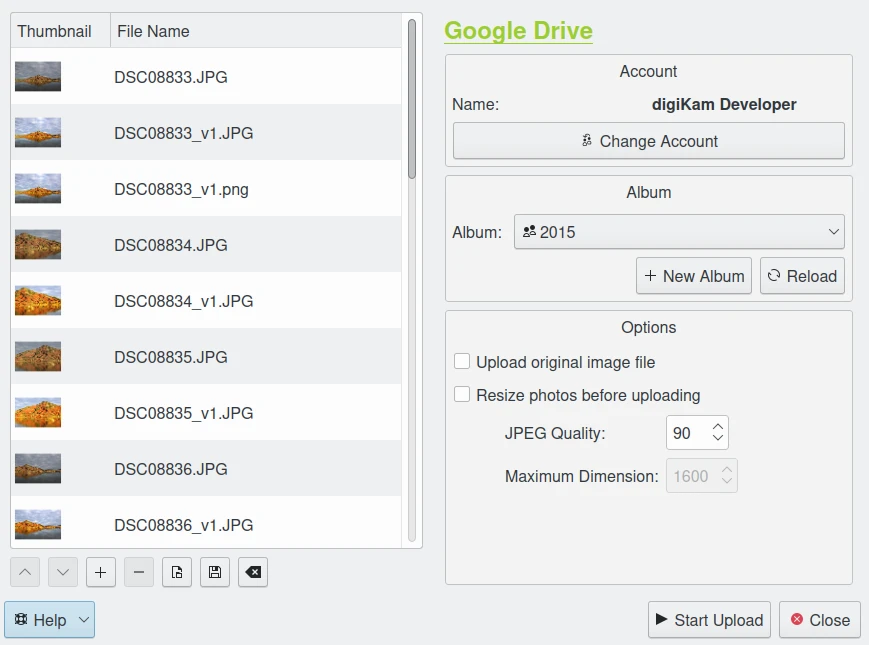 Thumbnail File Name
DSC08833.JPG
DSC08833_v1.JPG
DSC08833_v1.png
DSC08834.JPG
DSC08834_v1.JPG
DSC08835.JPG
DSC08835_v1.JPG
DSC08836.JPG
DSC08836_v1.JPG
Help
Google Drive
Account
Name: digiKam Developer
Change Account
Album
Album: 2015
New Album Reload
Options
Upload original image file
Resize photos before uploading
JPEG Quality: 90
Maximum Dimension: 1600
Start Upload Close